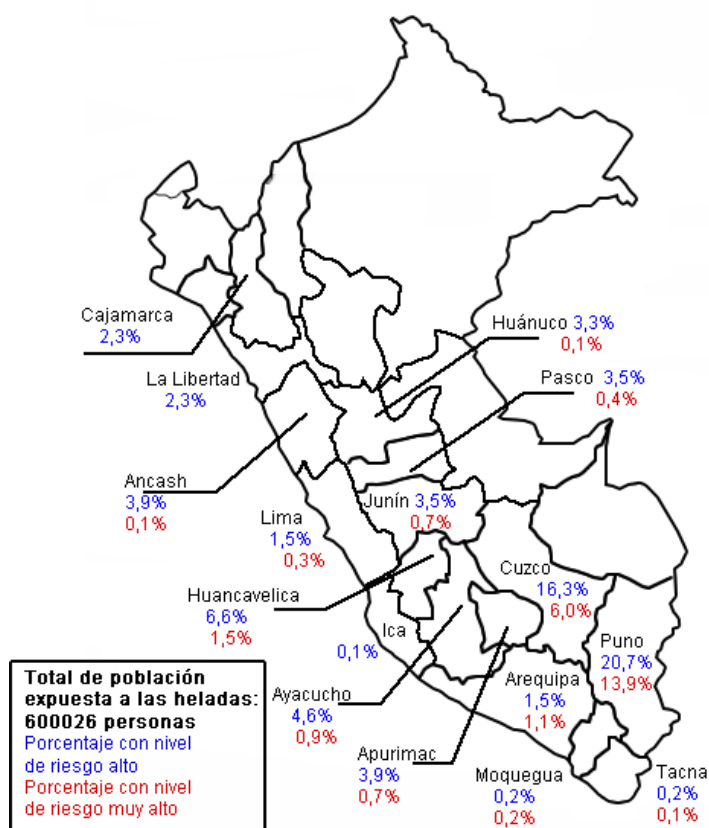 Cajamarca
2,3%
La Libertad
2,3%
Huánuco 3,3%
0,1%
Pasco 3,5%
0,4%
Ancash
3,9%
0,1%
Lima
1,5%
0,3%
Junín 3,5%
0,7%
Huancavelica
6,6%
1,5%
Cuzco
16,3%
6,0%
Ica
0,1%
Puno
20,7%
13,9%
Ayacucho
4,6%
0,9%
Arequipa
1,5%
1,1%
Apurimac
3,9%
0,7%
Moquegua
0,2%
0,2%
Tacna
0,2%
0,1%
Total de población
expuesta a las heladas:
600026 personas
Porcentaje con nivel
de riesgo alto
Porcentaje con nivel
de riesgo muy alto